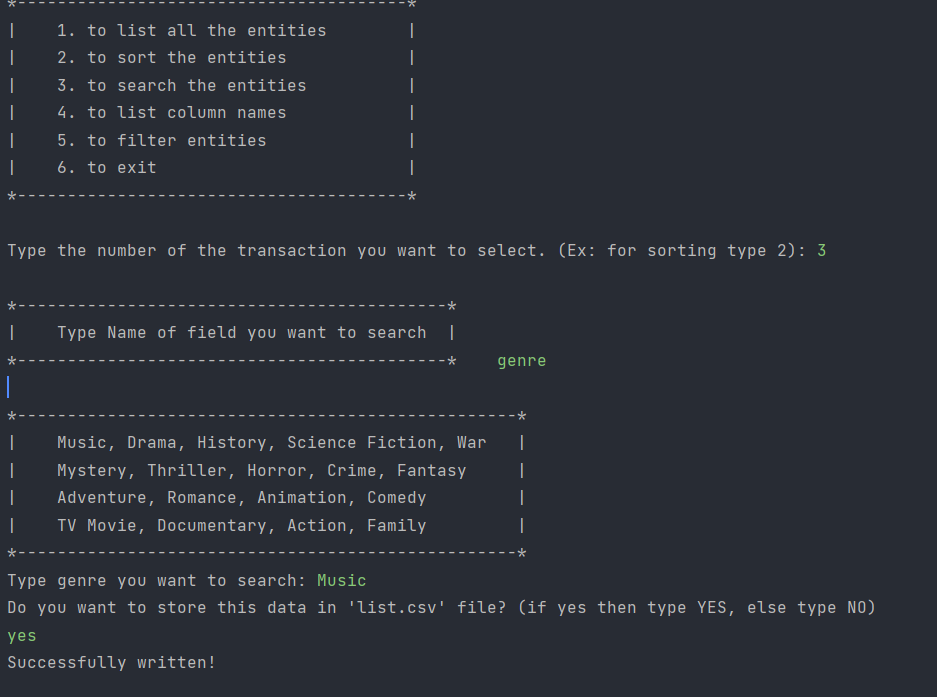 *---------------------------------------*
|    1. to list all the entities        |
|    2. to sort the entities            |
|    3. to search the entities          |
|    4. to list column names            |
|    5. to filter entities              |
|    6. to exit                         |
*---------------------------------------*
Type the number of the transaction you want to select. (Ex: for sorting type 2): 3
*-------------------------------------------*
|    Type Name of field you want to search  |
*-------------------------------------------*    genre
*--------------------------------------------------*
|    Music, Drama, History, Science Fiction, War   |
|    Mystery, Thriller, Horror, Crime, Fantasy     |
|    Adventure, Romance, Animation, Comedy         |
|    TV Movie, Documentary, Action, Family         |
*--------------------------------------------------*
Type genre you want to search: Music
Do you want to store this data in 'list.csv' file? (if yes then type YES, else type NO)
yes
Successfully written!